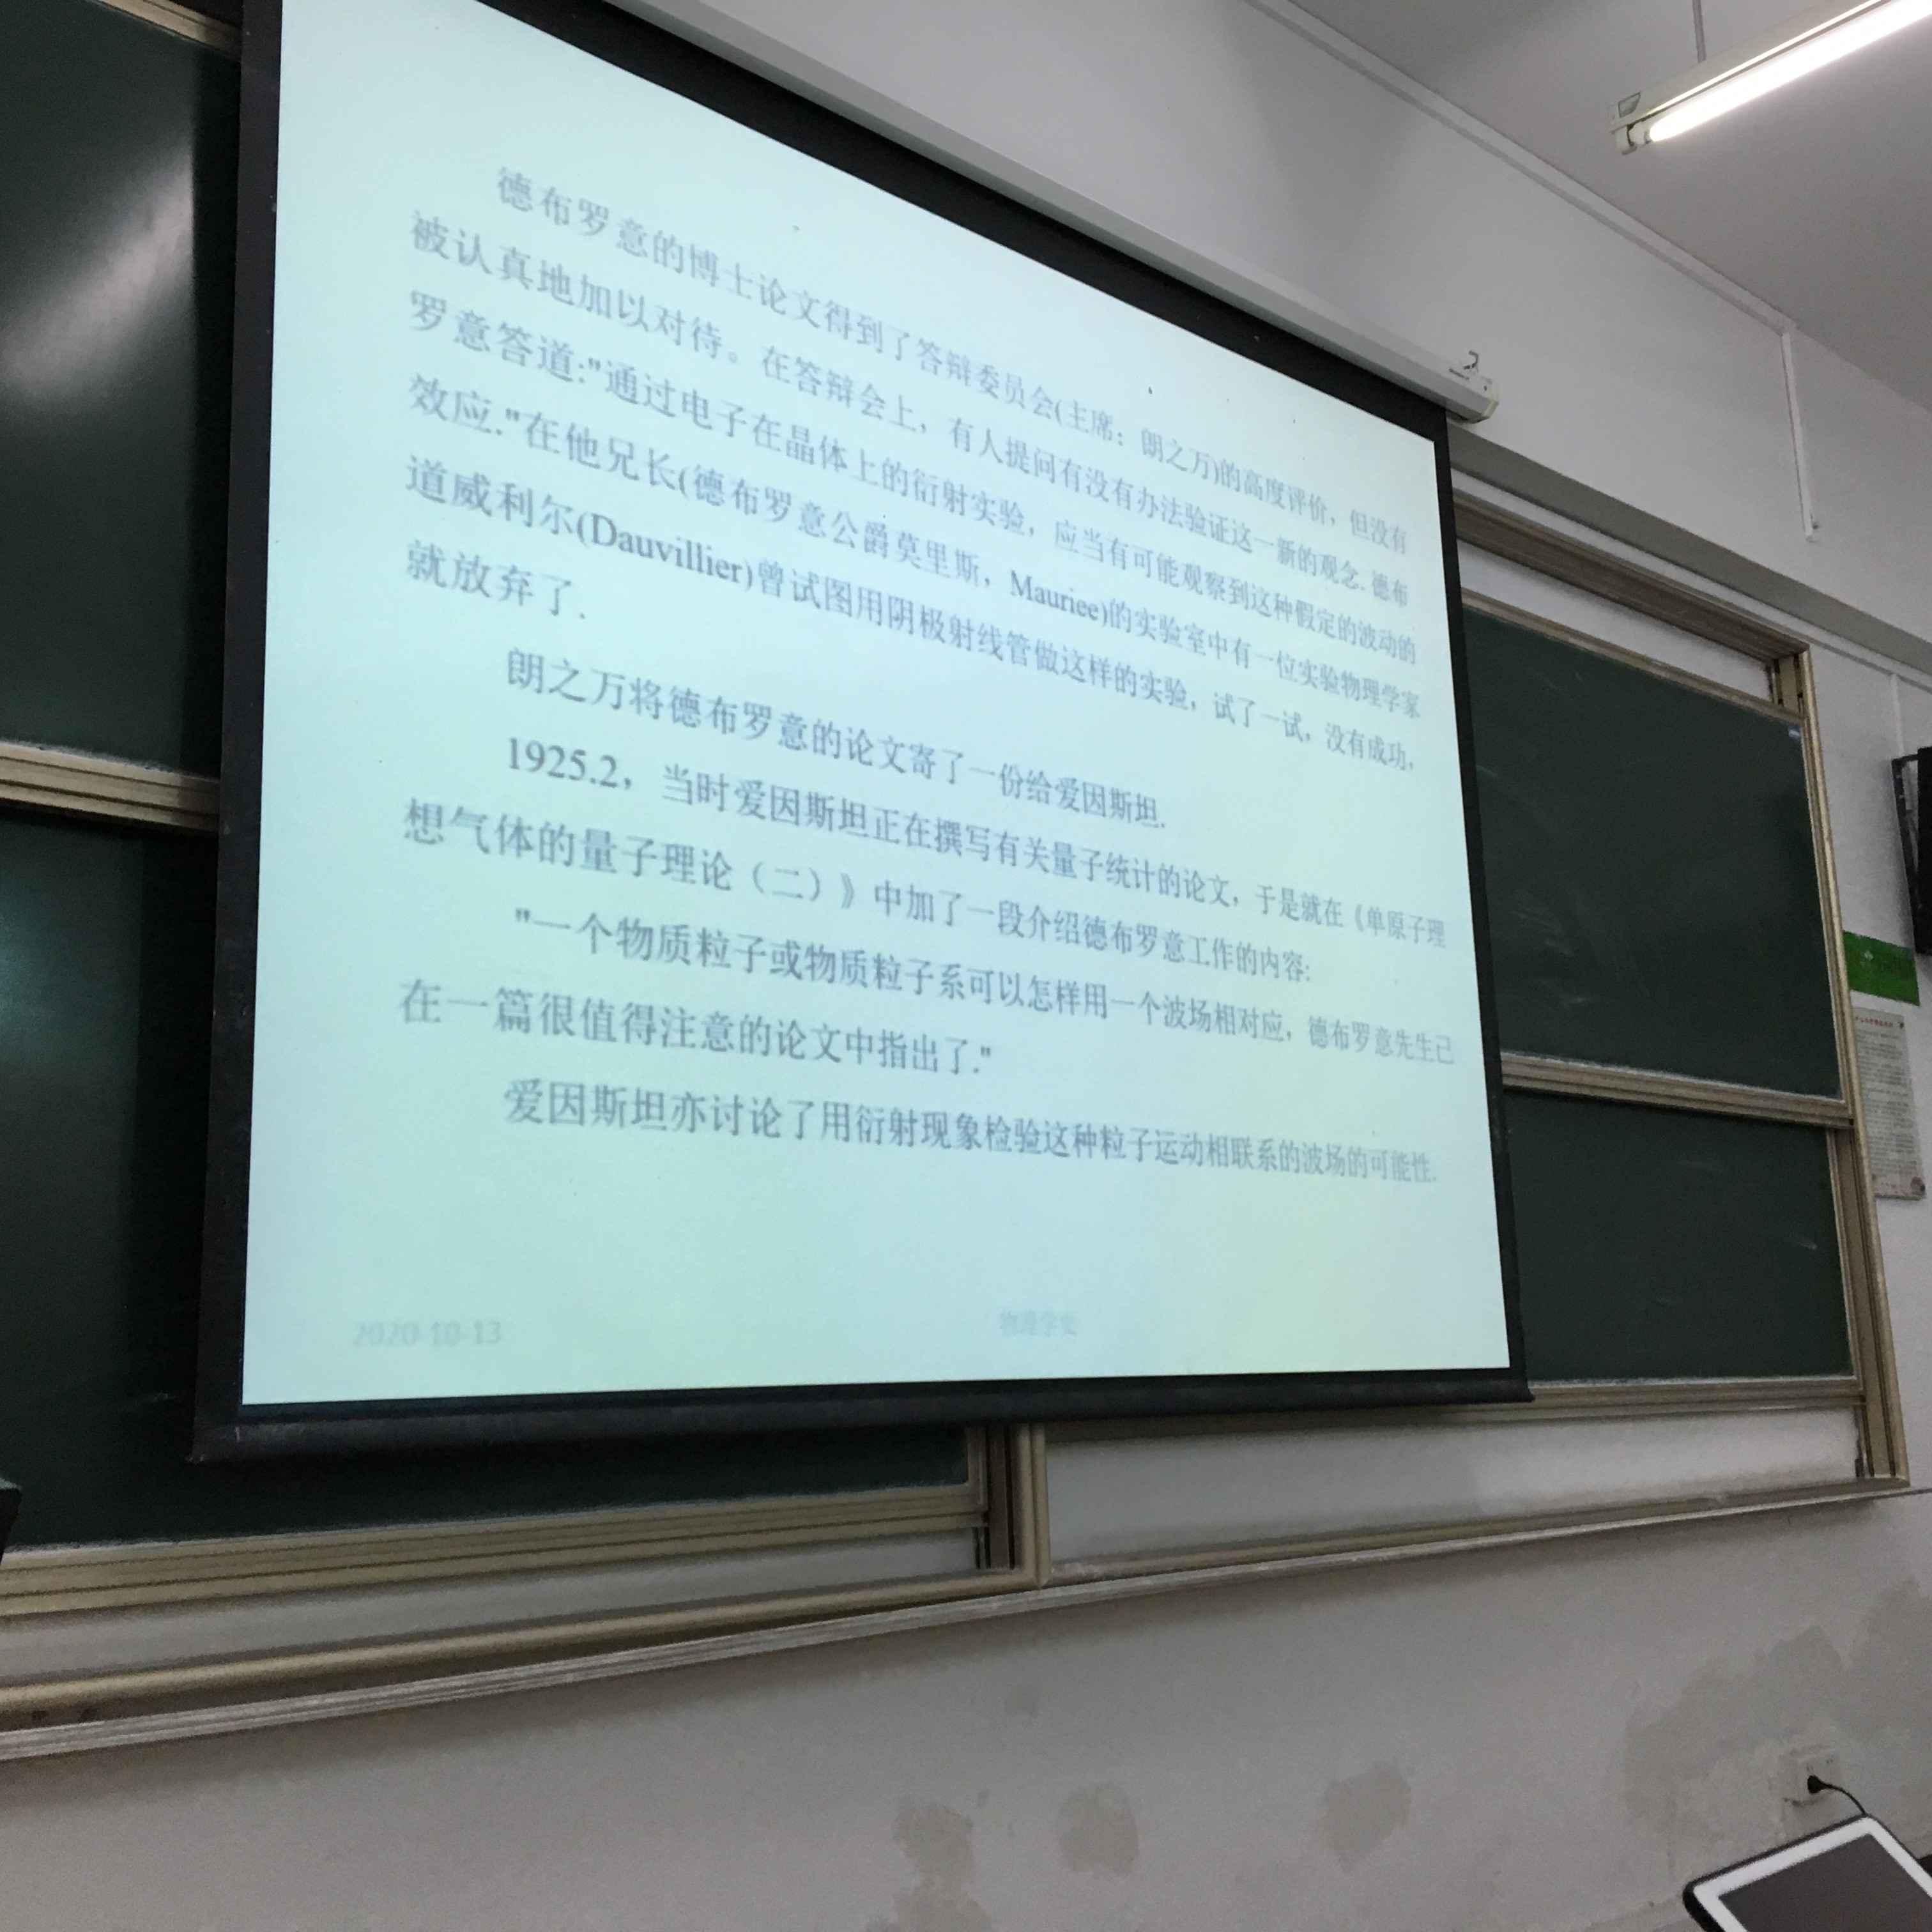 德布罗意的博士论文得到了答辩委员会(主席：朗之万)的高度评价，但没有
被认真地加以对待。在答辩会上，有人提问有没有办法验证这一新的观念.德布
罗意答道:"通过电子在晶体上的衍射实验，应当有可能观察到这种假定的波动的
效应."在他兄长(德布罗意公爵莫里斯，Mauriee)的实验室中有一位实验物理学家
道威利尔(Dauvillier)曾试图用阴极射线管做这样的实验，试了一试，没有成功，
就放弃了.
朗之万将德布罗意的论文寄了一份给爱因斯坦.
1925.2，当时爱因斯坦正在撰写有关量子统计的论文，于是就在《单原子理
想气体的量子理论（二）》中加了一段介绍德布罗意工作的内容:
"一个物质粒子或物质粒子系可以怎样用一个波场相对应，德布罗意先生已
在一篇很值得注意的论文中指出了."
爱因斯坦亦讨论了用衍射现象检验这种粒子运动相联系的波场的可能性.
2020-10-13
物理学史